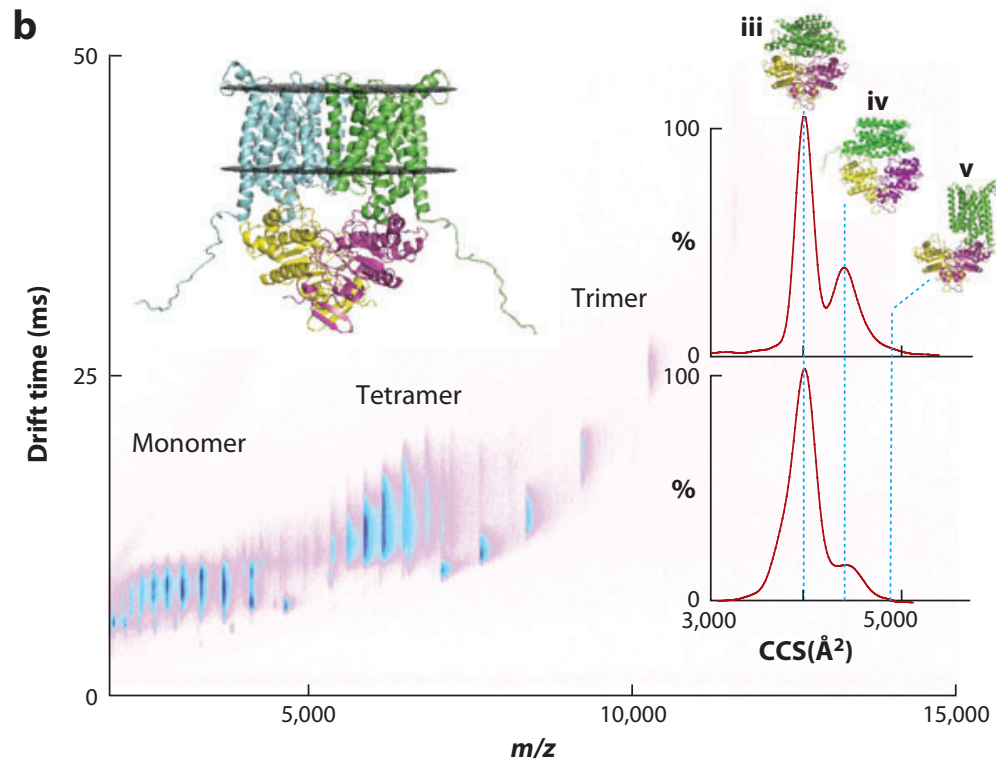 b
50
25
0
Drift time (ms)
Monomer
Tetramer
Trimer
5,000
10,000
15,000
m/z
iii
iv
v
100
%
0
100
%
0
3,000
5,000
CCS(Å²)